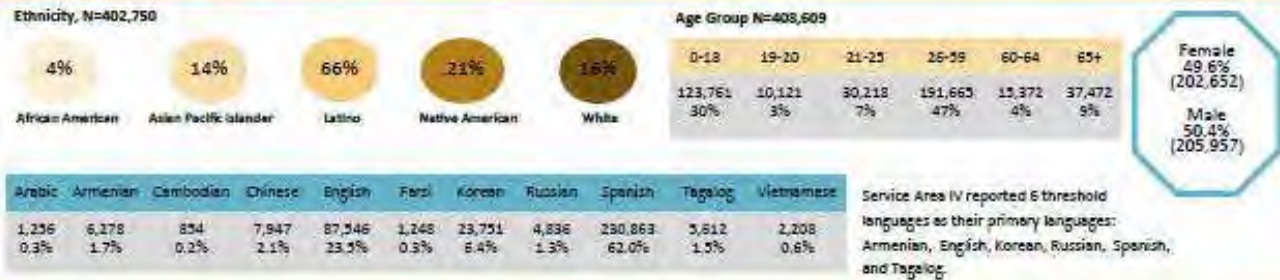 Ethnicity, N=402,750
4% 14% 66% .21% 16%
African American Asian Pacific Islander Latino Native American White
Age Group N=408,609
0-18 19-20 21-25 26-59 60-64 65+
123,761 10,121 30,218 191,665 15,372 37,472
30% 3% 7% 47% 4% 9%
Female
49.6%
(202,652)
Male
50.4%
(205,957)
Arabic Armenian Cambodian Chinese English Farsi Korean Russian Spanish Tagalog Vietnamese
1,236 6,278 854 7,947 87,546 1,248 23,751 4,836 230,863 5,612 2,208
0.3% 1.7% 0.2% 2.1% 23.5% 0.3% 6.4% 1.3% 62.0% 1.5% 0.6%
Service Area IV reported 6 threshold
languages as their primary languages:
Armenian, English, Korean, Russian, Spanish,
and Tagalog.